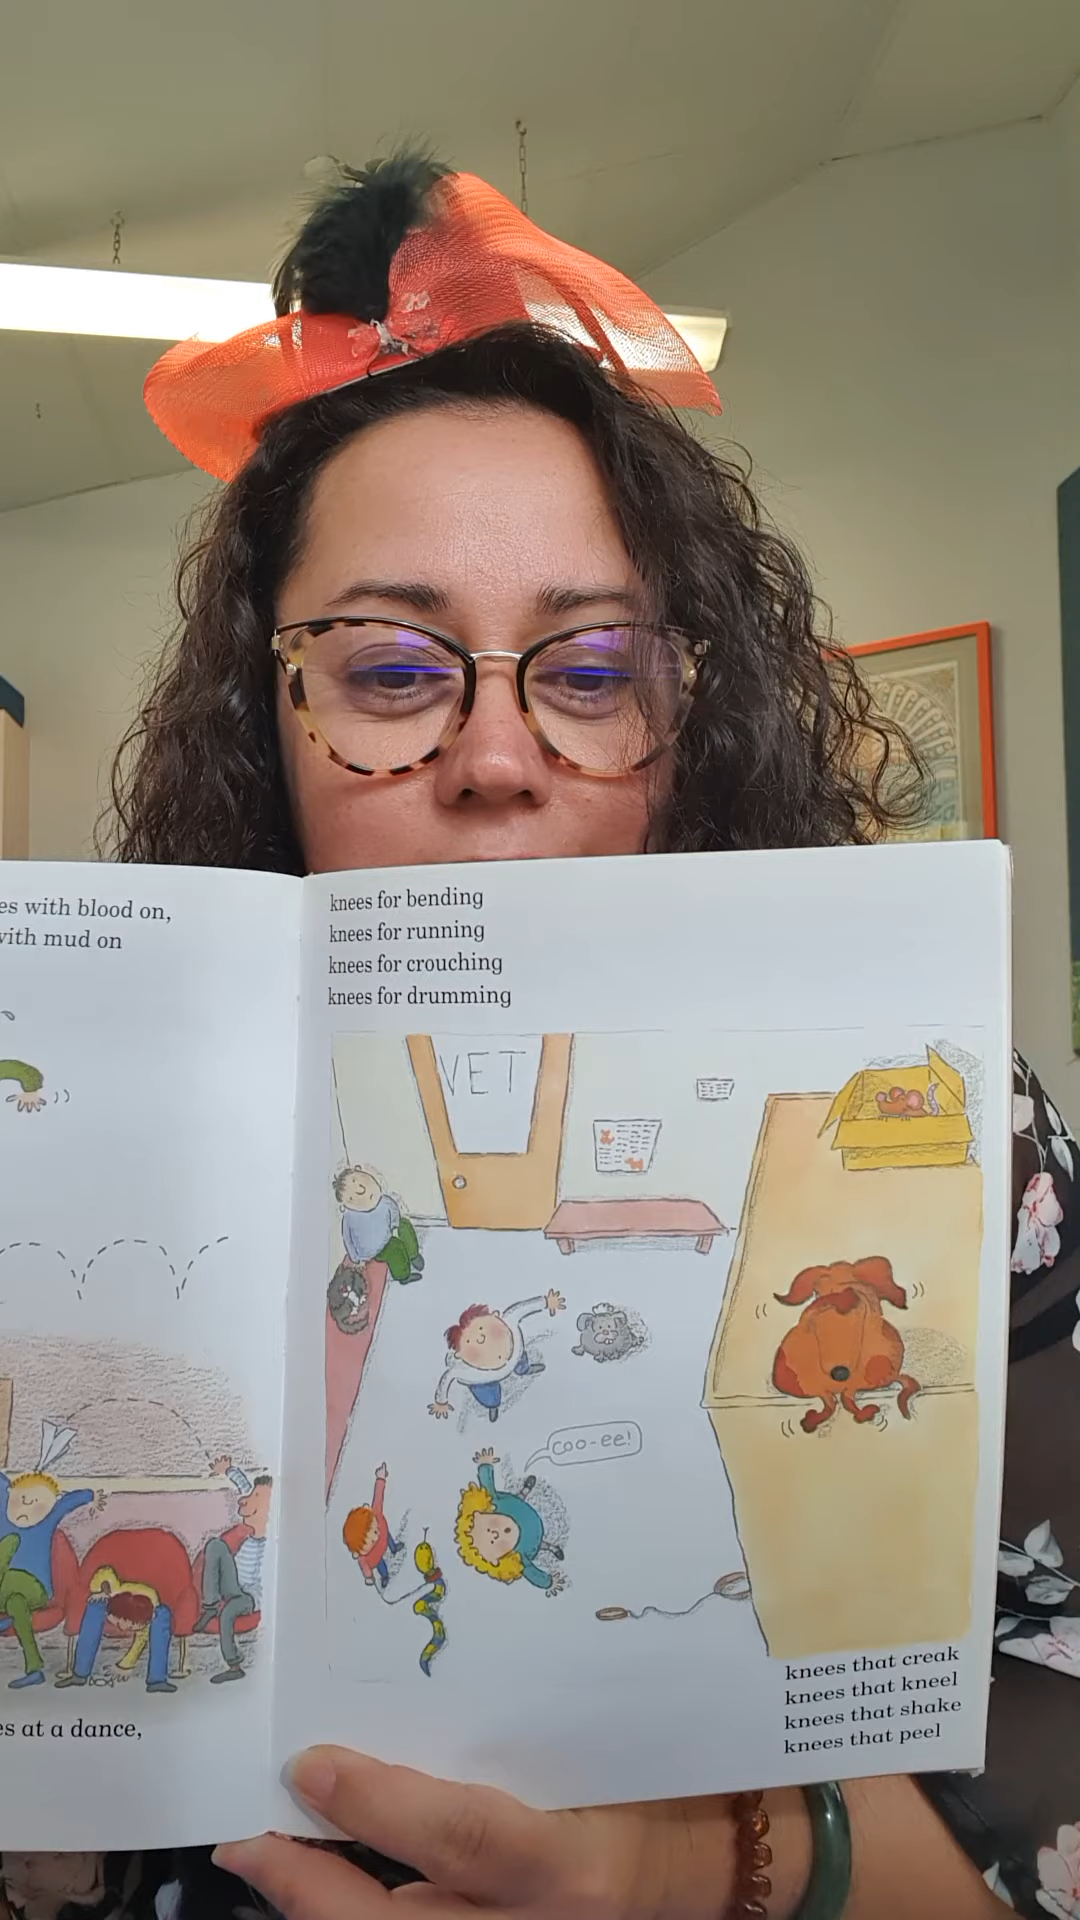 es with blood on,
with mud on
es at a dance,
knees for bending
knees for running
knees for crouching
knees for drumming
VET
coo-ee!
knees that creak
knees that kneel
knees that shake
knees that peel